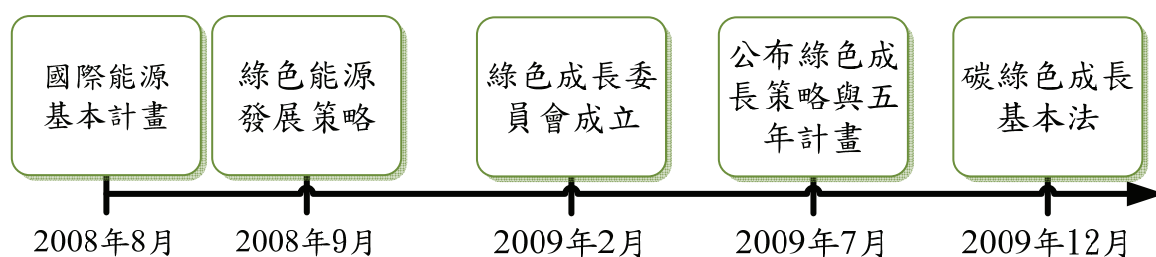 國際能源
基本計畫
綠色能源
發展策略
綠色成長委
員會成立
公布綠色成
長策略與五
年計畫
碳綠色成長
基本法
2008年8月
2008年9月
2009年2月
2009年7月
2009年12月